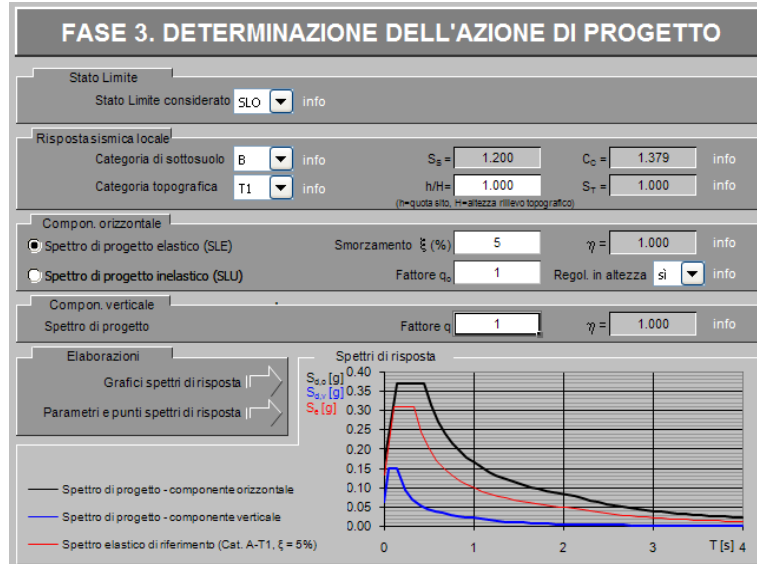 FASE 3. DETERMINAZIONE DELL'AZIONE DI PROGETTO
Stato Limite
Stato Limite considerato SLO info
Risposta sismica locale
Categoria di sottosuolo B info S_S = 1.200 C_C = 1.379 info
Categoria topografica T1 info h/H= 1.000 S_T = 1.000 info
(h=quota sito, H=altezza rilievo topografico)
Compon. orizzontale
Spettro di progetto elastico (SLE) Smorzamento ξ (%) 5 η = 1.000 info
Spettro di progetto inelastico (SLU) Fattore q_o 1 Regol. in altezza sì info
Compon. verticale
Spettro di progetto Fattore q 1 η = 1.000 info
Elaborazioni
Grafici spettri di risposta
Parametri e punti spettri di risposta
Spettri di risposta
S_d,o [g]
S_d,v [g]
S_e [g]
0.40
0.35
0.30
0.25
0.20
0.15
0.10
0.05
0.00
0 1 2 3 T [s] 4
Spettro di progetto - componente orizzontale
Spettro di progetto - componente verticale
Spettro elastico di riferimento (Cat. A-T1, ξ = 5%)